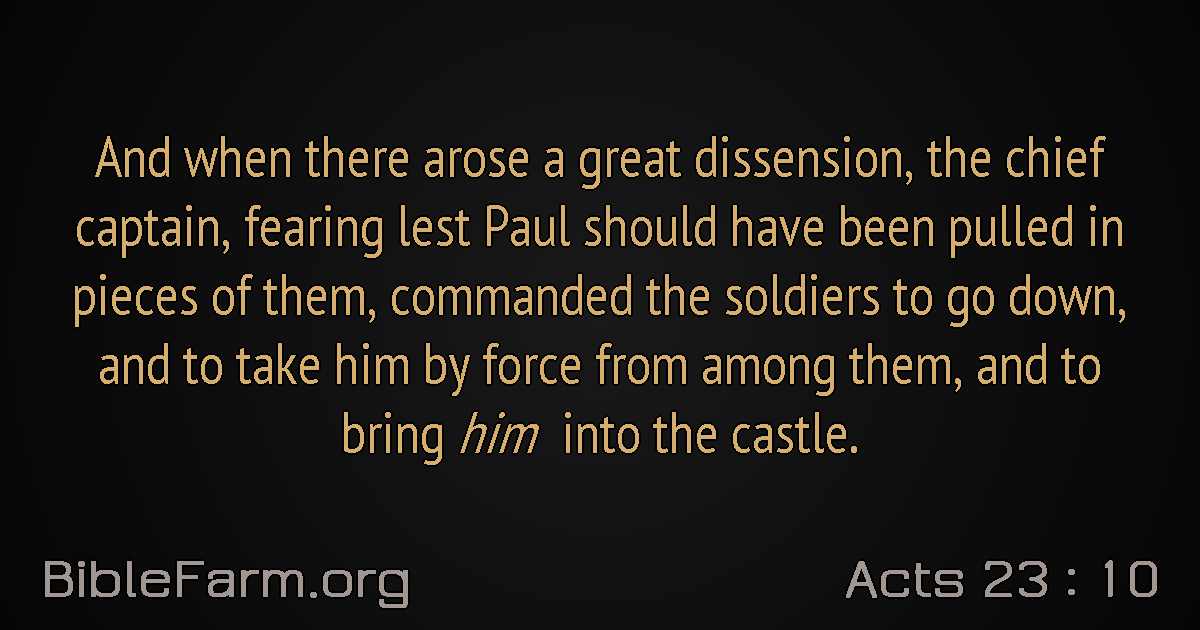 And when there arose a great dissension, the chief
captain, fearing lest Paul should have been pulled in
pieces of them, commanded the soldiers to go down,
and to take him by force from among them, and to
bring him into the castle.
BibleFarm.org
Acts 23 : 10